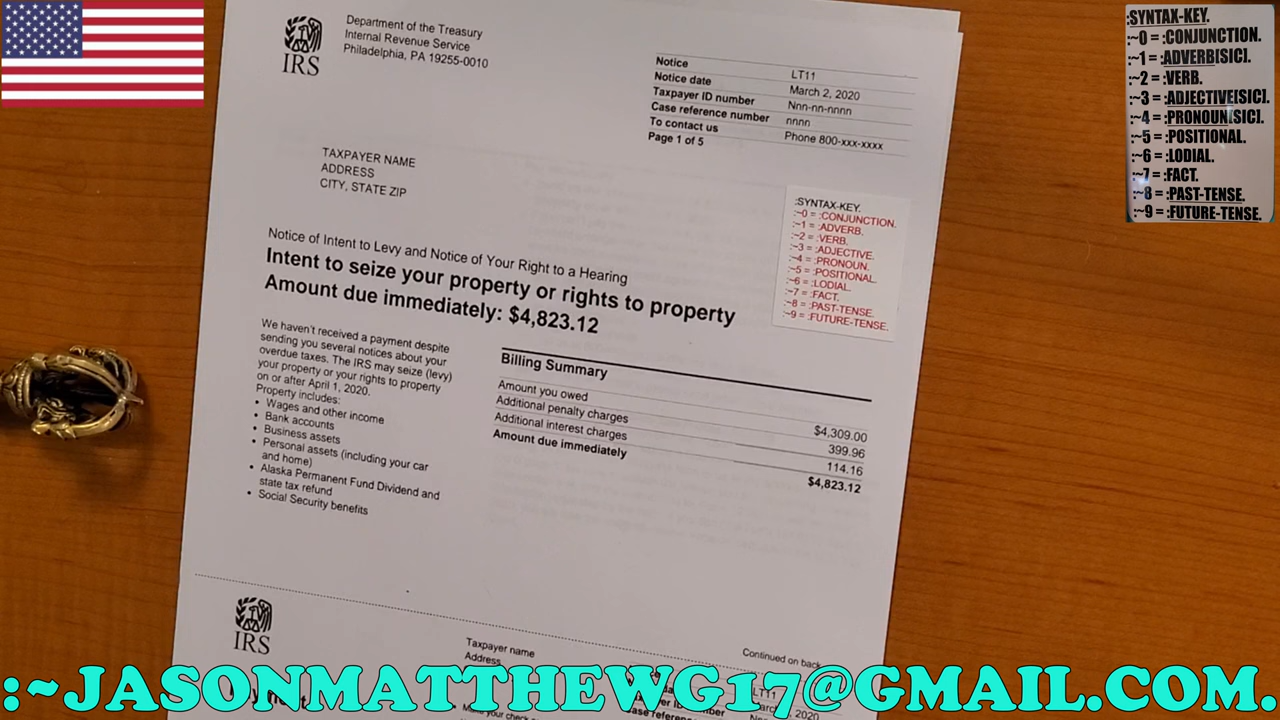 :SYNTAX-KEY.
:~0 = :CONJUNCTION.
:~1 = :ADVERB[SIC].
:~2 = :VERB.
:~3 = :ADJECTIVE[SIC].
:~4 = :PRONOUN[SIC].
:~5 = :POSITIONAL.
:~6 = :LODIAL.
:~7 = :FACT.
:~8 = :PAST-TENSE.
:~9 = :FUTURE-TENSE.
IRS
Department of the Treasury
Internal Revenue Service
Philadelphia, PA 19255-0010
Notice LT11
Notice date March 2, 2020
Taxpayer ID number Nnn-nn-nnnn
Case reference number nnnn
To contact us Phone 800-xxx-xxxx
Page 1 of 5
TAXPAYER NAME
ADDRESS
CITY, STATE ZIP
:SYNTAX-KEY.
:~0 = :CONJUNCTION.
:~1 = :ADVERB.
:~2 = :VERB.
:~3 = :ADJECTIVE.
:~4 = :PRONOUN.
:~5 = :POSITIONAL.
:~6 = :LODIAL.
:~7 = :FACT.
:~8 = :PAST-TENSE.
:~9 = :FUTURE-TENSE.
Notice of Intent to Levy and Notice of Your Right to a Hearing
Intent to seize your property or rights to property
Amount due immediately: $4,823.12
We haven't received a payment despite
sending you several notices about your
overdue taxes. The IRS may seize (levy)
your property or your rights to property
on or after April 1, 2020.
Property includes:
• Wages and other income
• Bank accounts
• Business assets
• Personal assets (including your car
and home)
• Alaska Permanent Fund Dividend and
state tax refund
• Social Security benefits
Billing Summary
Amount you owed $4,309.00
Additional penalty charges 399.96
Additional interest charges 114.16
Amount due immediately $4,823.12
Continued on back
IRS
Taxpayer name
Address
LT11
2020
Case reference
:~JASONMATTHEWG17@GMAIL.COM.